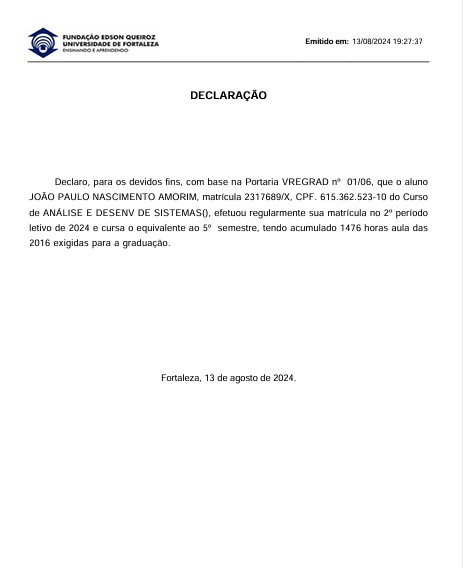 FUNDAÇÃO EDSON QUEIROZ
UNIVERSIDADE DE FORTALEZA
ENSINANDO E APRENDENDO
Emitido em: 13/08/2024 19:27:37
DECLARAÇÃO
Declaro, para os devidos fins, com base na Portaria VREGRAD nº 01/06, que o aluno
JOÃO PAULO NASCIMENTO AMORIM, matrícula 2317689/X, CPF. 615.362.523-10 do Curso
de ANÁLISE E DESENV DE SISTEMAS(), efetuou regularmente sua matrícula no 2º período
letivo de 2024 e cursa o equivalente ao 5º semestre, tendo acumulado 1476 horas aula das
2016 exigidas para a graduação.
Fortaleza, 13 de agosto de 2024.